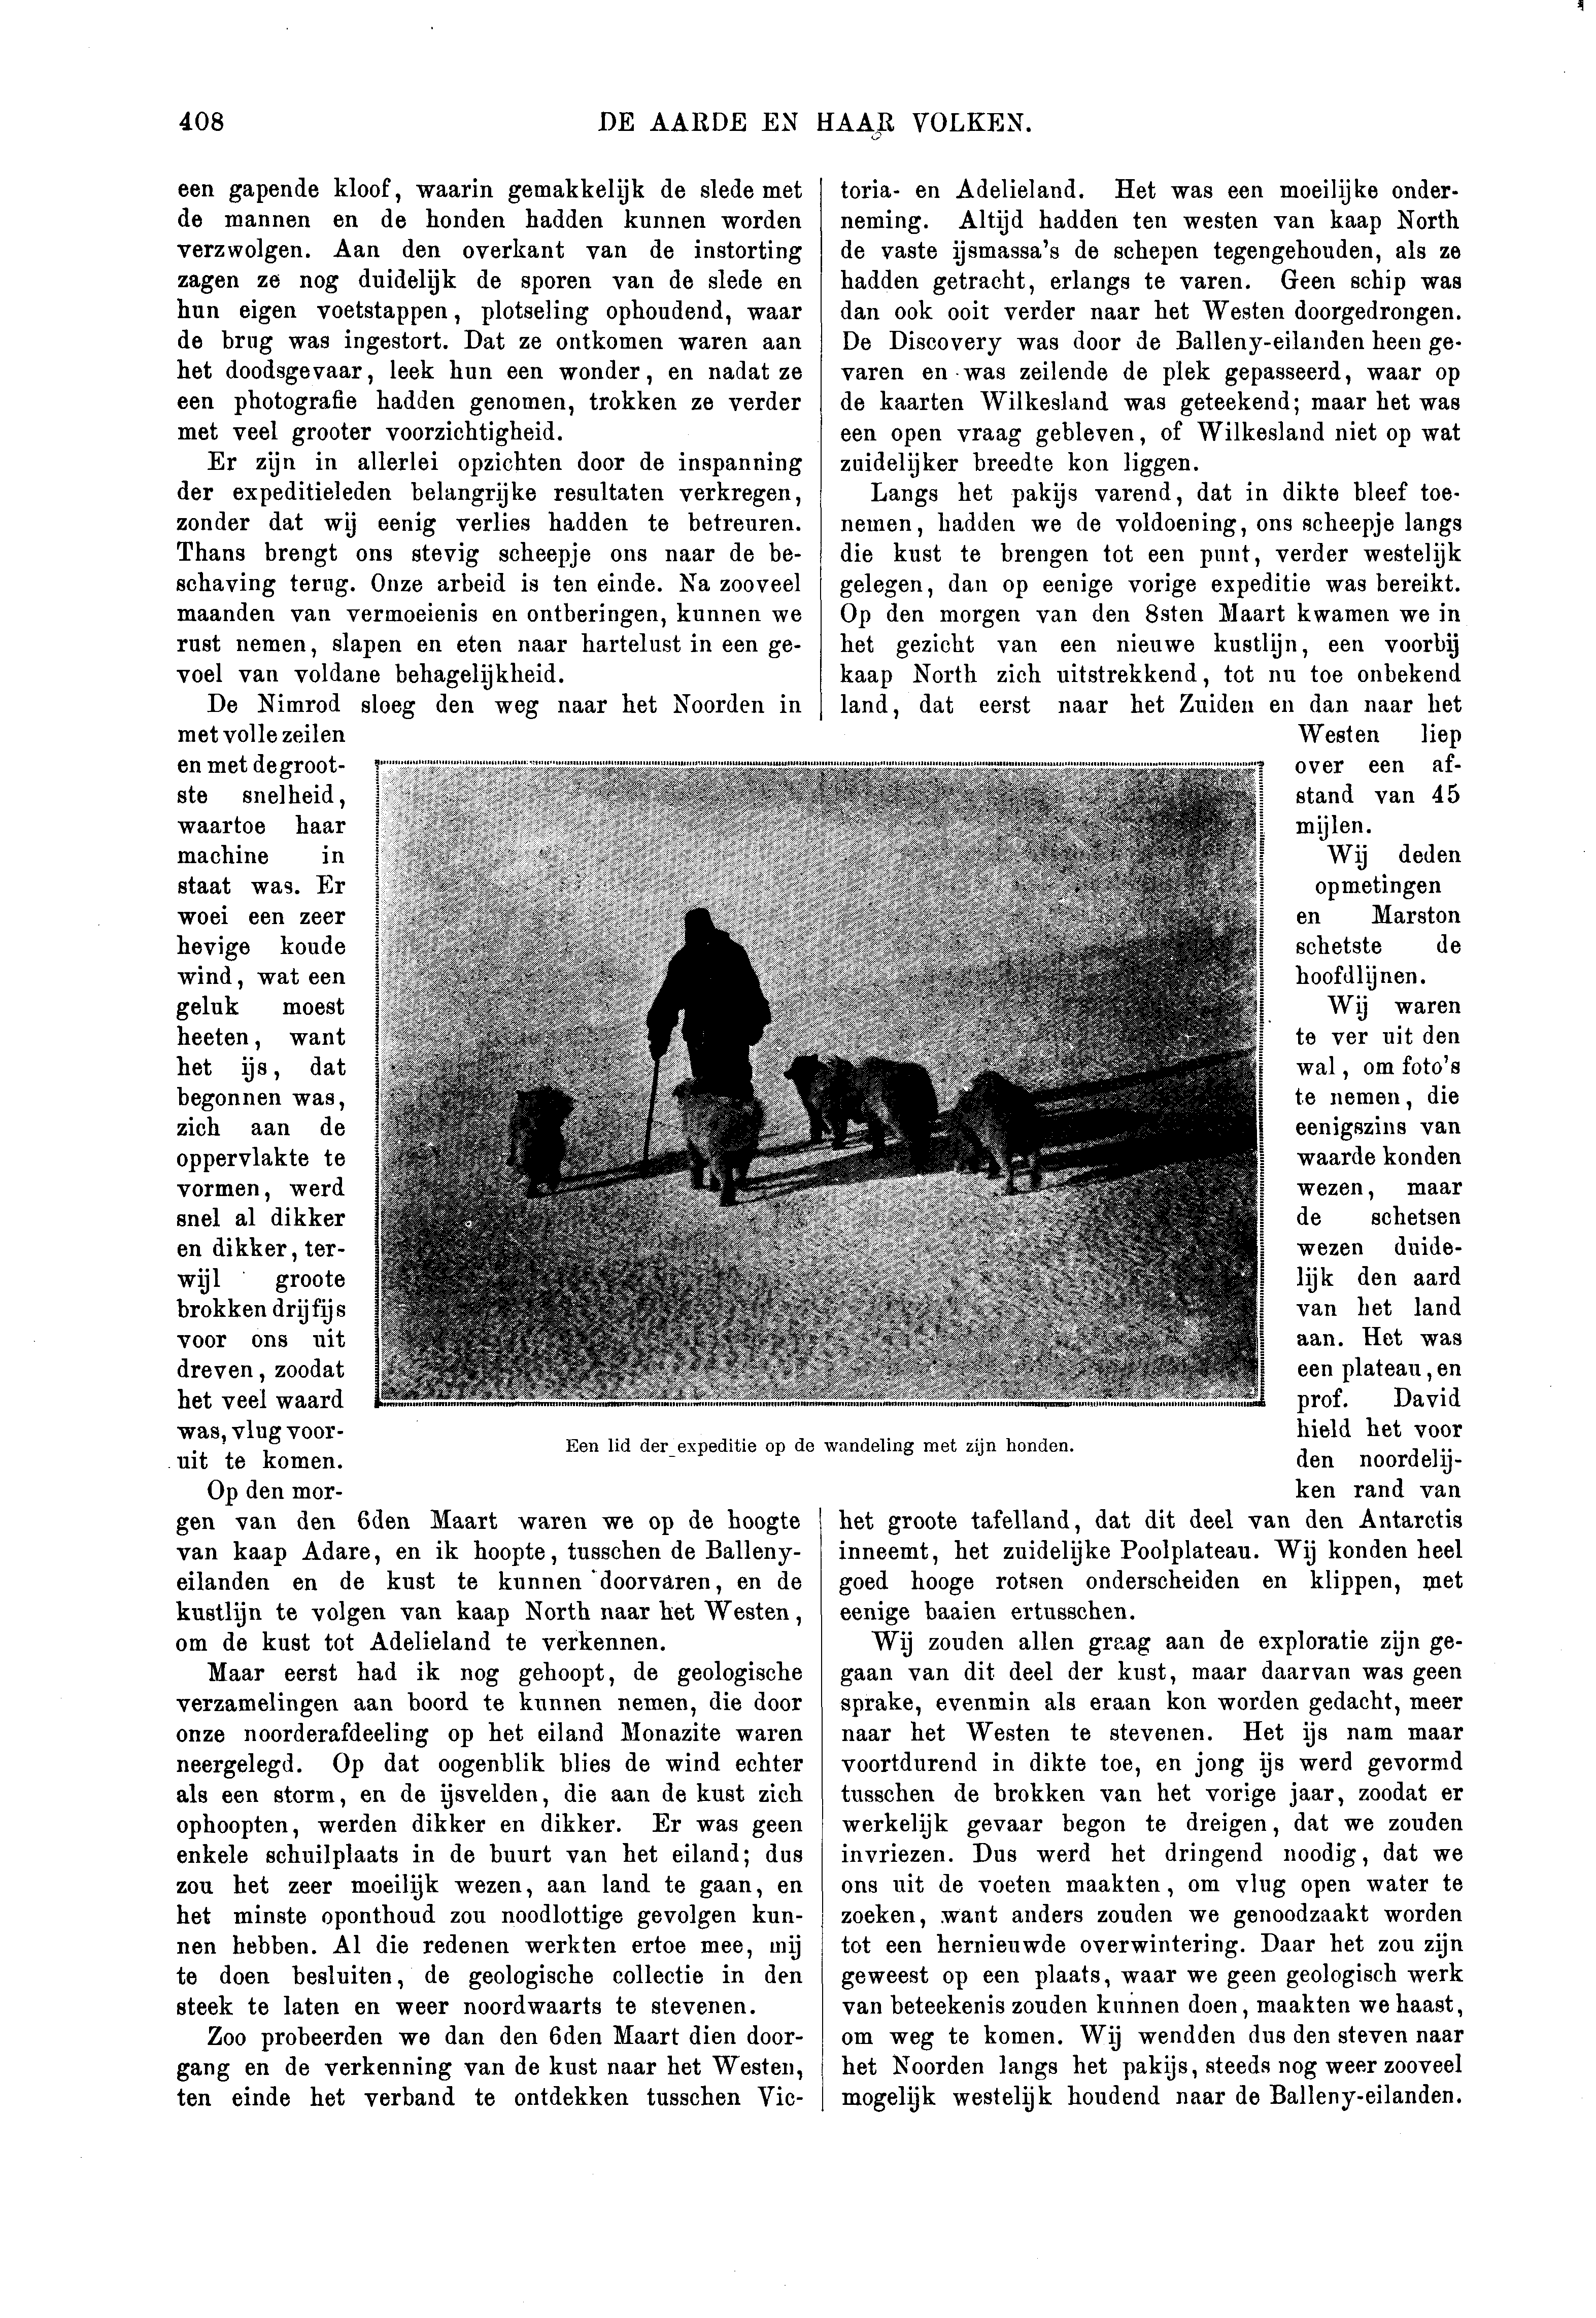 408
DE AARDE EN HAAR VOLKEN.
een gapende kloof, waarin gemakkelijk de slede met
de mannen en de honden hadden kunnen worden
verzwolgen. Aan den overkant van de instorting
zagen ze nog duidelijk de sporen van de slede en
hun eigen voetstappen, plotseling ophoudend, waar
de brug was ingestort. Dat ze ontkomen waren aan
het doodsgevaar, leek hun een wonder, en nadat ze
een photografie hadden genomen, trokken ze verder
met veel grooter voorzichtigheid.
Er zijn in allerlei opzichten door de inspanning
der expeditieleden belangrijke resultaten verkregen,
zonder dat wij eenig verlies hadden te betreuren.
Thans brengt ons stevig scheepje ons naar de be-
schaving terug. Onze arbeid is ten einde. Na zooveel
maanden van vermoeienis en ontberingen, kunnen we
rust nemen, slapen en eten naar hartelust in een ge-
voel van voldane behagelijkheid.
De Nimrod sloeg den weg naar het Noorden in
met volle zeilen
en met de groot-
ste snelheid,
waartoe haar
machine in
staat was. Er
woei een zeer
hevige koude
wind, wat een
geluk moest
heeten, want
het ijs, dat
begonnen was,
zich aan de
oppervlakte te
vormen, werd
snel al dikker
en dikker, ter-
wijl groote
brokken drijfijs
voor ons uit
dreven, zoodat
het veel waard
was, vlug voor-
uit te komen.
Op den mor-
gen van den 6den Maart waren we op de hoogte
van kaap Adare, en ik hoopte, tusschen de Balleny-
eilanden en de kust te kunnen doorvaren, en de
kustlijn te volgen van kaap North naar het Westen,
om de kust tot Adelieland te verkennen.
Maar eerst had ik nog gehoopt, de geologische
verzamelingen aan boord te kunnen nemen, die door
onze noorderafdeeling op het eiland Monazite waren
neergelegd. Op dat oogenblik blies de wind echter
als een storm, en de ijsvelden, die aan de kust zich
ophoopten, werden dikker en dikker. Er was geen
enkele schuilplaats in de buurt van het eiland; dus
zou het zeer moeilijk wezen, aan land te gaan, en
het minste oponthoud zou noodlottige gevolgen kun-
nen hebben. Al die redenen werkten ertoe mee, mij
te doen besluiten, de geologische collectie in den
steek te laten en weer noordwaarts te stevenen.
Zoo probeerden we dan den 6den Maart dien door-
gang en de verkenning van de kust naar het Westen,
ten einde het verband te ontdekken tusschen Vic-
Een lid der expeditie op de wandeling met zijn honden.
toria- en Adelieland. Het was een moeilijke onder-
neming. Altijd hadden ten westen van kaap North
de vaste ijsmassa's de schepen tegengehouden, als ze
hadden getracht, erlangs te varen. Geen schip was
dan ook ooit verder naar het Westen doorgedrongen.
De Discovery was door de Balleny-eilanden heen ge-
varen en was zeilende de plek gepasseerd, waar op
de kaarten Wilkesland was geteekend; maar het was
een open vraag gebleven, of Wilkesland niet op wat
zuidelijker breedte kon liggen.
Langs het pakijs varend, dat in dikte bleef toe-
nemen, hadden we de voldoening, ons scheepje langs
die kust te brengen tot een punt, verder westelijk
gelegen, dan op eenige vorige expeditie was bereikt.
Op den morgen van den 8sten Maart kwamen we in
het gezicht van een nieuwe kustlijn, een voorbij
kaap North zich uitstrekkend, tot nu toe onbekend
land, dat eerst naar het Zuiden en dan naar het
Westen liep
over een af-
stand van 45
mijlen.
Wij deden
opmetingen
en Marston
schetste de
hoofdlijnen.
Wij waren
te ver uit den
wal, om foto's
te nemen, die
eenigszins van
waarde konden
wezen, maar
de schetsen
wezen duide-
lijk den aard
van het land
aan. Het was
een plateau, en
prof. David
hield het voor
den noordelij-
ken rand van
het groote tafelland, dat dit deel van den Antarctis
inneemt, het zuidelijke Poolplateau. Wij konden heel
goed hooge rotsen onderscheiden en klippen, met
eenige baaien ertusschen.
Wij zouden allen graag aan de exploratie zijn ge-
gaan van dit deel der kust, maar daarvan was geen
sprake, evenmin als eraan kon worden gedacht, meer
naar het Westen te stevenen. Het ijs nam maar
voortdurend in dikte toe, en jong ijs werd gevormd
tusschen de brokken van het vorige jaar, zoodat er
werkelijk gevaar begon te dreigen, dat we zouden
invriezen. Dus werd het dringend noodig, dat we
ons uit de voeten maakten, om vlug open water te
zoeken, want anders zouden we genoodzaakt worden
tot een hernieuwde overwintering. Daar het zou zijn
geweest op een plaats, waar we geen geologisch werk
van beteekenis zouden kunnen doen, maakten we haast,
om weg te komen. Wij wendden dus den steven naar
het Noorden langs het pakijs, steeds nog weer zooveel
mogelijk westelijk houdend naar de Balleny-eilanden.